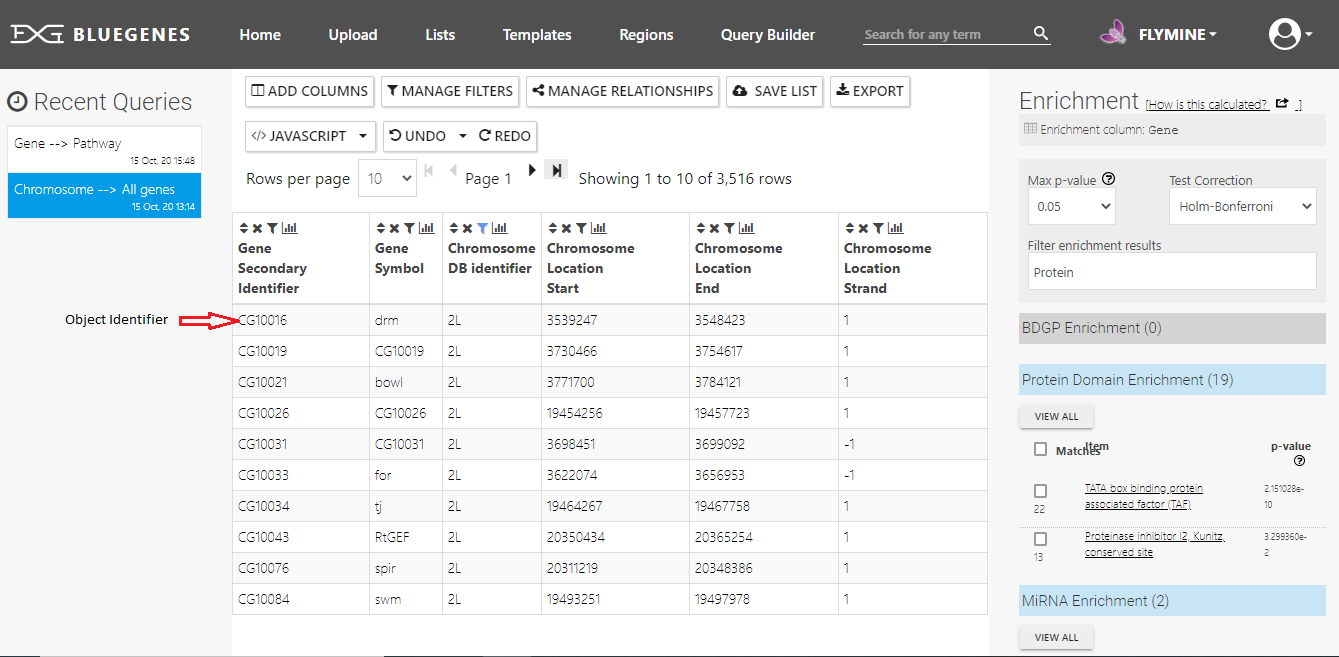 BLUEGENES
Home Upload Lists Templates Regions Query Builder Search for any term FLYMINE
Recent Queries
Gene --> Pathway
15 Oct, 20 15:48
Chromosome --> All genes
15 Oct, 20 13:14
Object Identifier
ADD COLUMNS MANAGE FILTERS MANAGE RELATIONSHIPS SAVE LIST EXPORT
</> JAVASCRIPT UNDO REDO
Rows per page 10 Page 1 Showing 1 to 10 of 3,516 rows
Gene Secondary Identifier Gene Symbol Chromosome DB identifier Chromosome Location Start Chromosome Location End Chromosome Location Strand
CG10016 drm 2L 3539247 3548423 1
CG10019 CG10019 2L 3730466 3754617 1
CG10021 bowl 2L 3771700 3784121 1
CG10026 CG10026 2L 19454256 19457723 1
CG10031 CG10031 2L 3698451 3699092 -1
CG10033 for 2L 3622074 3656953 -1
CG10034 tj 2L 19464267 19467758 1
CG10043 RtGEF 2L 20350434 20365254 1
CG10076 spir 2L 20311219 20348386 1
CG10084 swm 2L 19493251 19497978 1
Enrichment [How is this calculated? ]
Enrichment column: Gene
Max p-value Test Correction
0.05 Holm-Bonferroni
Filter enrichment results
Protein
BDGP Enrichment (0)
Protein Domain Enrichment (19)
VIEW ALL
Matches Item p-value
22 TATA box binding protein associated factor (TAF) 2.151028e-10
13 Proteinase inhibitor I2, Kunitz, conserved site 3.299360e-2
MiRNA Enrichment (2)
VIEW ALL